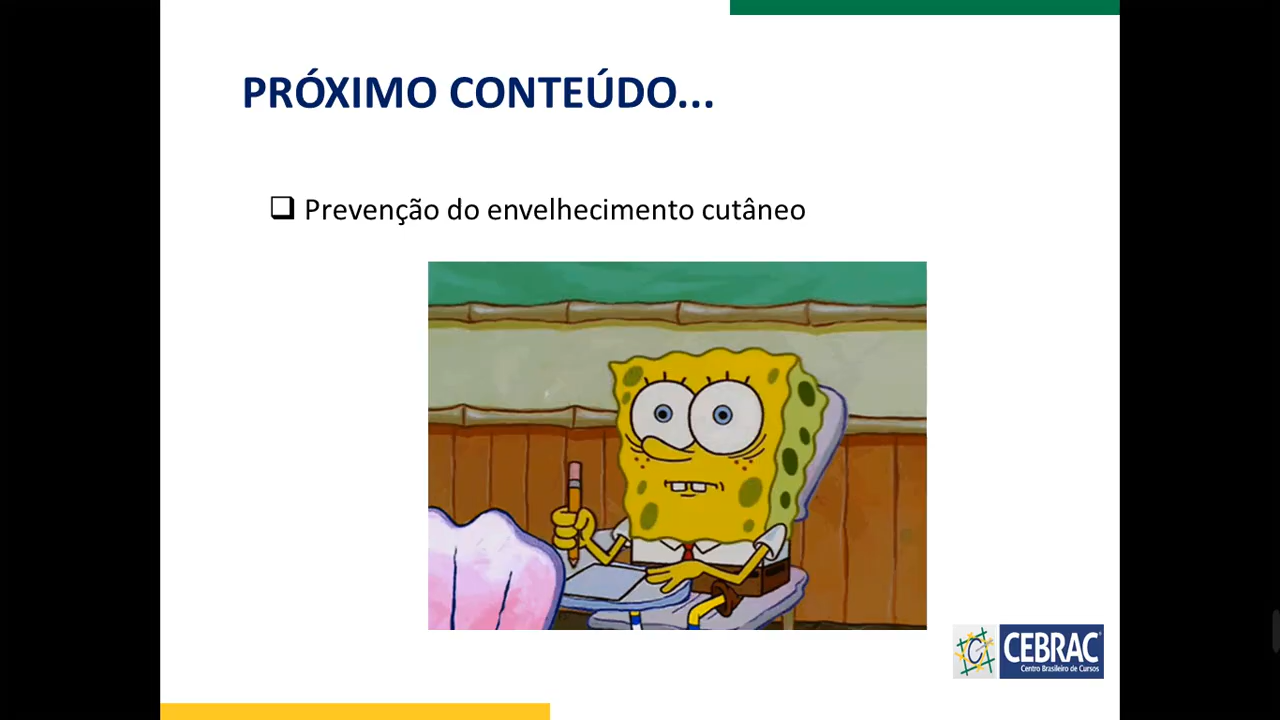 PRÓXIMO CONTEÚDO...
Prevenção do envelhecimento cutâneo
CEBRAC
Centro Brasileiro de Cursos